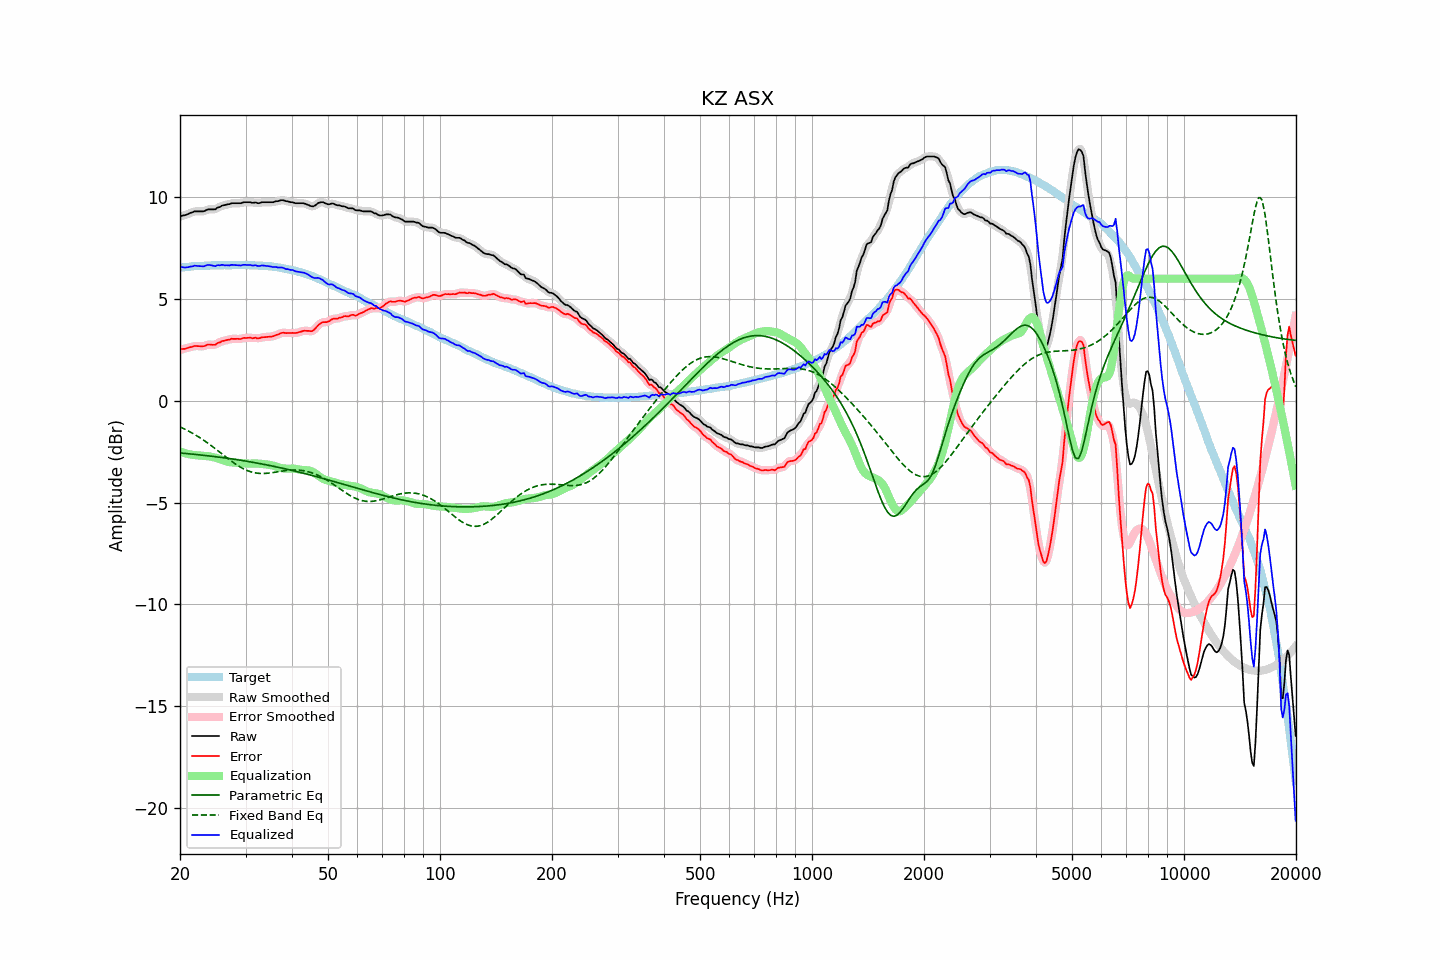 KZ ASX
Amplitude (dBr)
10
5
0
−5
−10
−15
−20
Target
Raw Smoothed
Error Smoothed
Raw
Error
Equalization
Parametric Eq
Fixed Band Eq
Equalized
20 50 100 200 500 1000 2000 5000 10000 20000
Frequency (Hz)